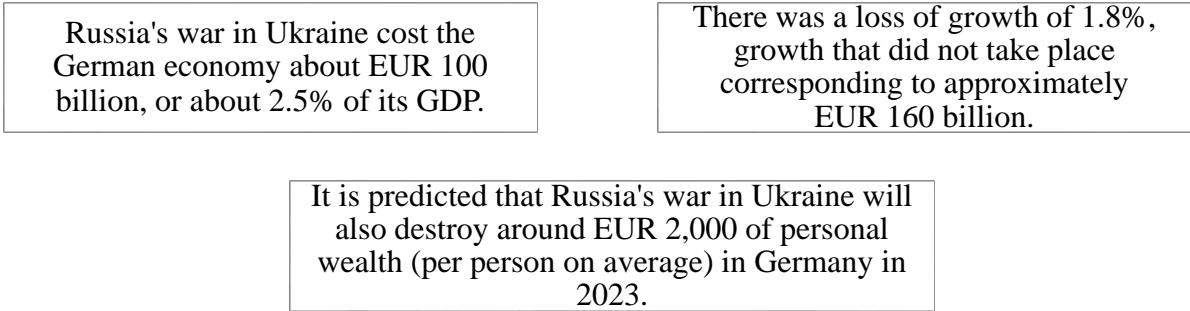 Russia's war in Ukraine cost the
German economy about EUR 100
billion, or about 2.5% of its GDP.
There was a loss of growth of 1.8%,
growth that did not take place
corresponding to approximately
EUR 160 billion.
It is predicted that Russia's war in Ukraine will
also destroy around EUR 2,000 of personal
wealth (per person on average) in Germany in
2023.